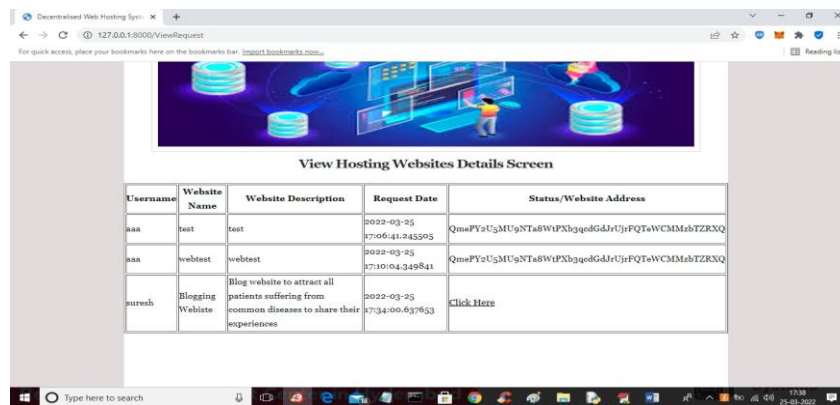 Decentralised Web Hosting Syst
127.0.0.1:8000/ViewRequest
For quick access, place your bookmarks here on the bookmarks bar. Import bookmarks now...
Reading list
View Hosting Websites Details Screen
Username Website Name Website Description Request Date Status/Website Address
aaa test test 2022-03-25 17:06:41.245505 QmePY2U5MU9NTa8WtPXb3qcdGdJrUjrFQTeWCMMzbTZRXQ
aaa webtest webtest 2022-03-25 17:10:04.349841 QmePY2U5MU9NTa8WtPXb3qcdGdJrUjrFQTeWCMMzbTZRXQ
suresh Blogging Webiste Blog website to attract all patients suffering from common diseases to share their experiences 2022-03-25 17:34:00.637653 Click Here
Type here to search
17:38
25-03-2022